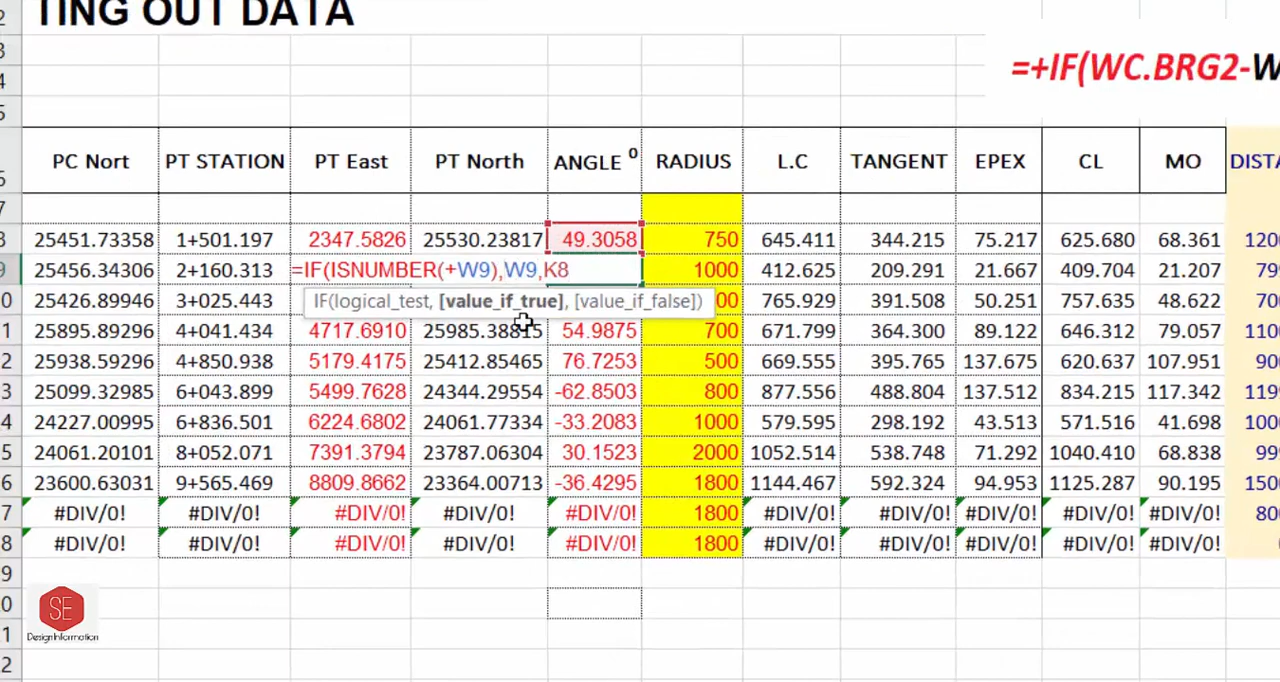 TING OUT DATA
=+IF(WC.BRG2-W
PC Nort PT STATION PT East PT North ANGLE 0 RADIUS L.C TANGENT EPEX CL MO DISTA
25451.73358 1+501.197 2347.5826 25530.23817 49.3058 750 645.411 344.215 75.217 625.680 68.361 1200
25456.34306 2+160.313 =IF(ISNUMBER(+W9),W9,K8 1000 412.625 209.291 21.667 409.704 21.207 799
IF(logical_test, [value_if_true], [value_if_false])
25426.89946 3+025.443 00 765.929 391.508 50.251 757.635 48.622 70
25895.89276 4+041.434 4717.6910 25985.38815 54.9875 700 671.799 364.300 89.122 646.312 79.057 110
25938.59296 4+850.938 5179.4175 25412.85465 76.7253 500 669.555 395.765 137.675 620.637 107.951 90
25099.32985 6+043.899 5499.7628 24344.29554 -62.8503 800 877.556 488.804 137.512 834.215 117.342 119
24227.00995 6+836.501 6224.6802 24061.77334 -33.2083 1000 579.595 298.192 43.513 571.516 41.698 100
24061.20101 8+052.071 7391.3794 23787.06304 30.1523 2000 1052.514 538.748 71.292 1040.410 68.838 99
23600.63031 9+565.469 8809.8662 23364.00713 -36.4295 1800 1144.467 592.324 94.953 1125.287 90.195 150
#DIV/0! #DIV/0! #DIV/0! #DIV/0! #DIV/0! 1800 #DIV/0! #DIV/0! #DIV/0! #DIV/0! #DIV/0! 80
#DIV/0! #DIV/0! #DIV/0! #DIV/0! #DIV/0! 1800 #DIV/0! #DIV/0! #DIV/0! #DIV/0! #DIV/0!
SE
Design Information